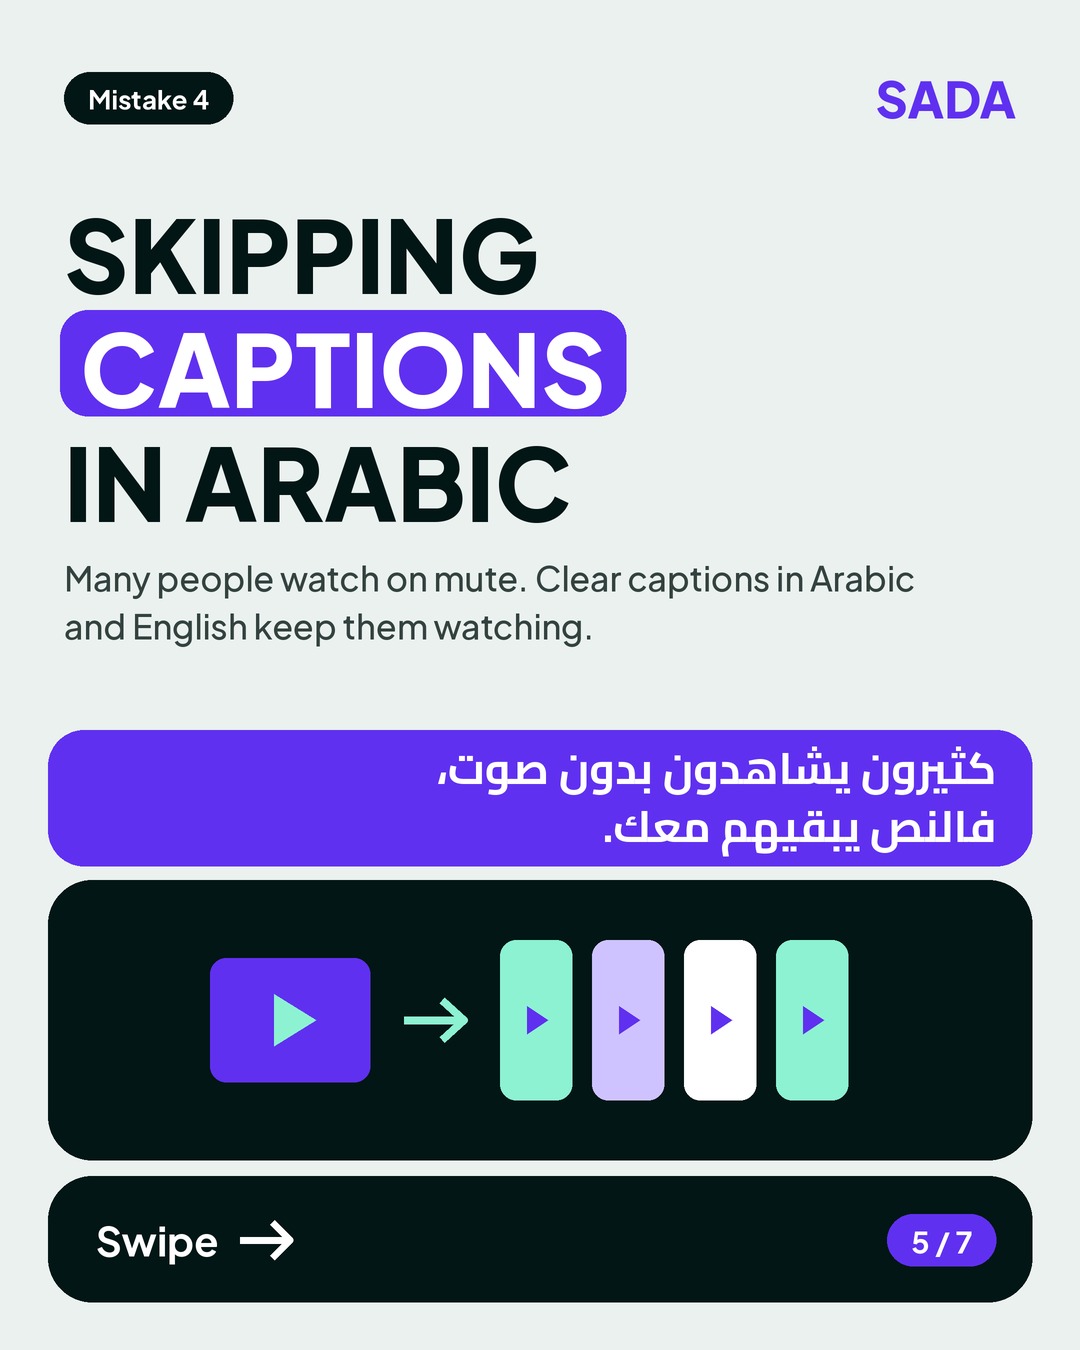 Mistake 4
SADA
SKIPPING
CAPTIONS
IN ARABIC
Many people watch on mute. Clear captions in Arabic
and English keep them watching.
كثيرون يشاهدون بدون صوت،
فالنص يبقيهم معك.
Swipe →
5 / 7